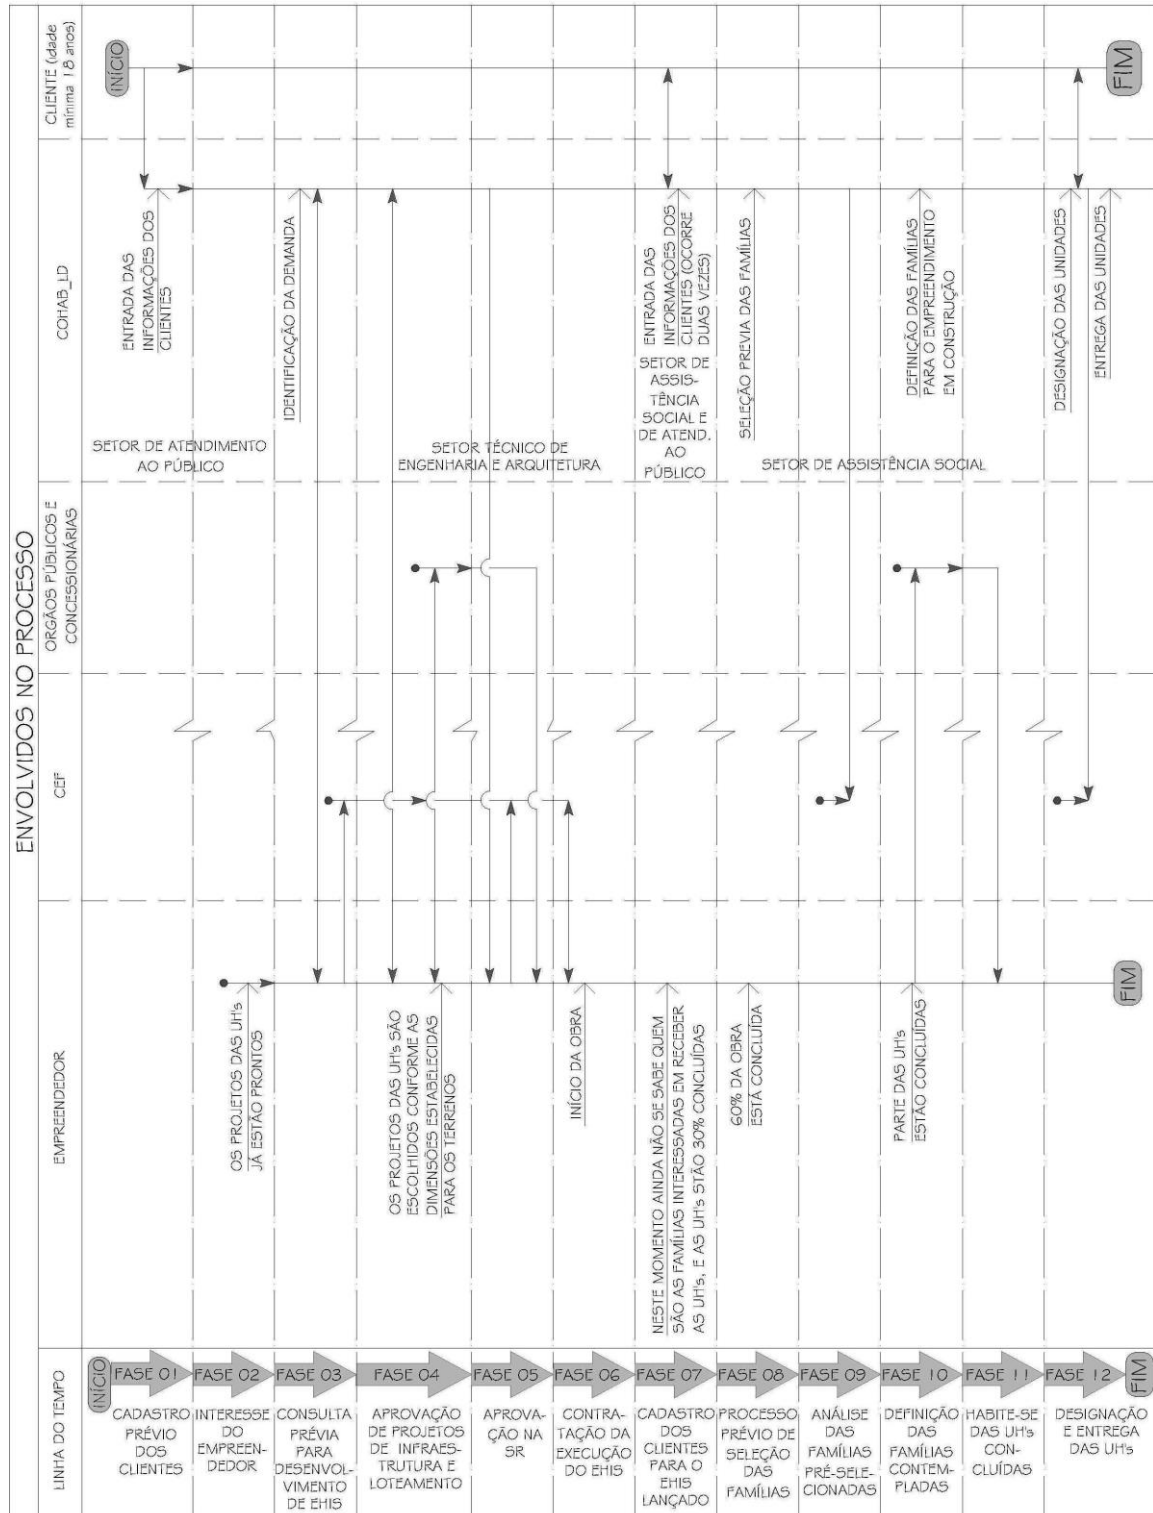 ENVOLVIDOS NO PROCESSO
LINHA DO TEMPO
EMPREENDEDOR
CEF
ORGÃOS PÚBLICOS E
CONCESSIONÁRIAS
COHAB_LD
CLIENTE (idade
mínima 18 anos)
INÍCIO
INÍCIO
FASE 01
CADASTRO
PRÉVIO
DOS
CLIENTES
SETOR DE ATENDIMENTO
AO PÚBLICO
ENTRADA DAS
INFORMAÇÕES DOS
CLIENTES
FASE 02
INTERESSE
DO
EMPREEN-
DEDOR
OS PROJETOS DAS UH's
JÁ ESTÃO PRONTOS
FASE 03
CONSULTA
PRÉVIA
PARA
DESENVOL-
VIMENTO
DE EHIS
IDENTIFICAÇÃO DA DEMANDA
FASE 04
APROVAÇÃO
DE PROJETOS
DE INFRAES-
TRUTURA E
LOTEAMENTO
OS PROJETOS DAS UH's SÃO
ESCOLHIDOS CONFORME AS
DIMENSÕES ESTABELECIDAS
PARA OS TERRENOS
SETOR TÉCNICO DE
ENGENHARIA E ARQUITETURA
FASE 05
APROVA-
ÇÃO NA
SR
FASE 06
CONTRA-
TAÇÃO DA
EXECUÇÃO
DO EHIS
INÍCIO DA OBRA
FASE 07
CADASTRO
DOS
CLIENTES
PARA O
EHIS
LANÇADO
NESTE MOMENTO AINDA NÃO SE SABE QUEM
SÃO AS FAMÍLIAS INTERESSADAS EM RECEBER
AS UH's, E AS UH's STÃO 30% CONCLUÍDAS
SETOR DE
ASSIS-
TÊNCIA
SOCIAL E
DE ATEND.
AO
PÚBLICO
ENTRADA DAS
INFORMAÇÕES DOS
CLIENTES (OCORRE
DUAS VEZES)
FASE 08
PROCESSO
PRÉVIO DE
SELEÇÃO
DAS
FAMÍLIAS
60% DA OBRA
ESTÁ CONCLUÍDA
SELEÇÃO PREVIA DAS FAMÍLIAS
SETOR DE ASSISTÊNCIA SOCIAL
FASE 09
ANÁLISE
DAS
FAMÍLIAS
PRÉ-SELE-
CIONADAS
FASE 10
DEFINIÇÃO
DAS
FAMÍLIAS
CONTEM-
PLADAS
PARTE DAS UH's
ESTÃO CONCLUÍDAS
DEFINIÇÃO DAS FAMÍLIAS
PARA O EMPREENDIMENTO
EM CONSTRUÇÃO
FASE 11
HABITE-SE
DAS UH's
CON-
CLUÍDAS
FASE 12
DESIGNAÇÃO
E ENTREGA
DAS UH's
DESIGNAÇÃO DAS UNIDADES
ENTREGA DAS UNIDADES
FIM
FIM
FIM